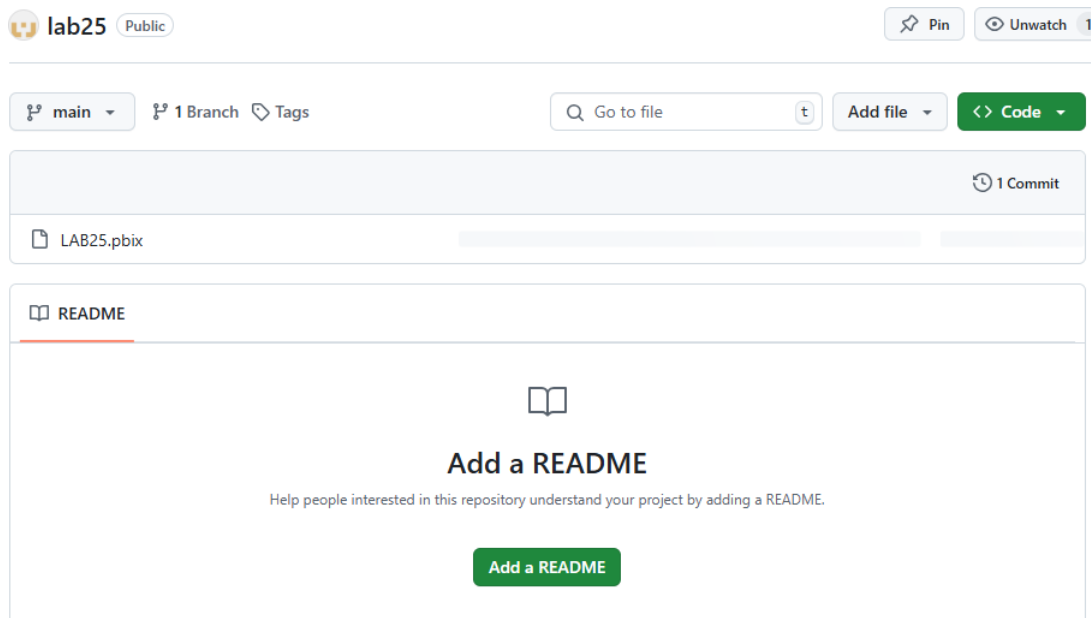 lab25 Public Pin Unwatch 1
main 1 Branch Tags Go to file t Add file Code
1 Commit
LAB25.pbix
README
Add a README
Help people interested in this repository understand your project by adding a README.
Add a README